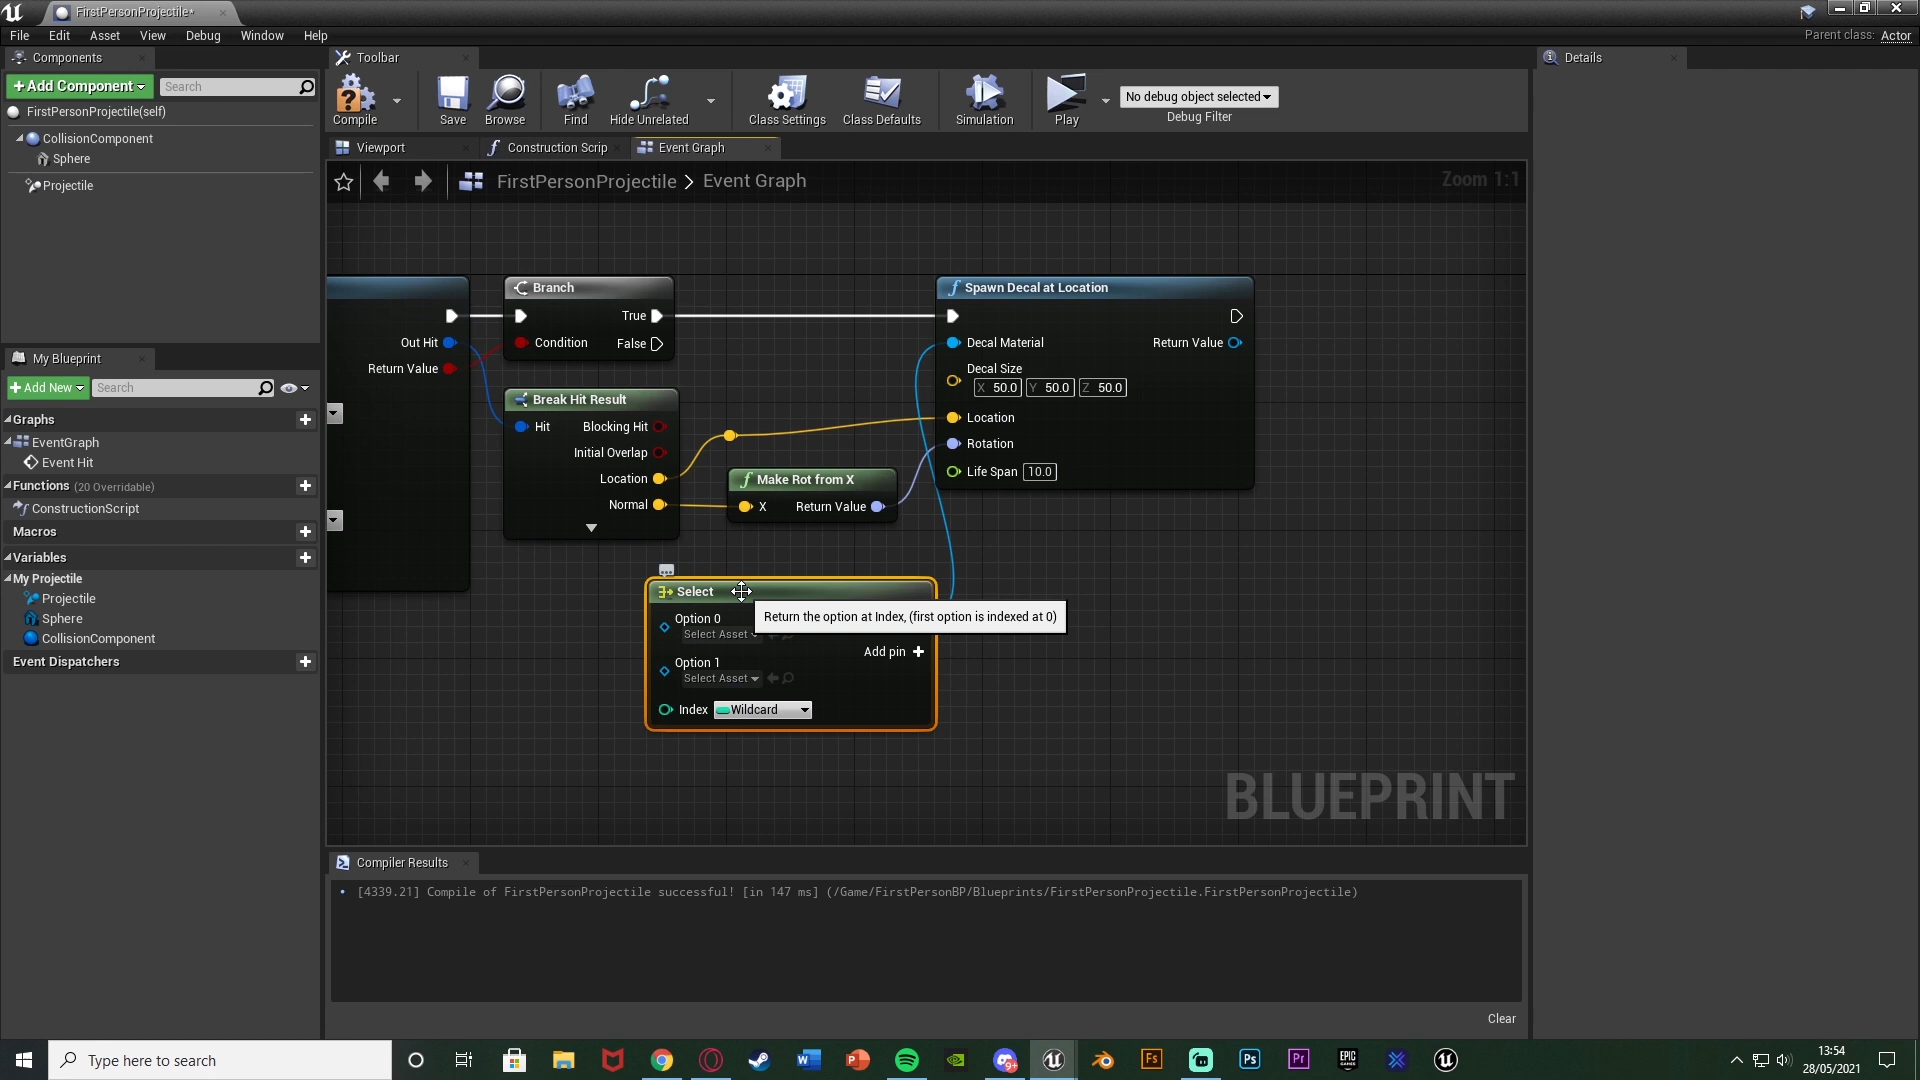 FirstPersonProjectile*
File Edit Asset View Debug Window Help
Parent class: Actor
Components
+Add Component
Search
FirstPersonProjectile(self)
CollisionComponent
Sphere
Projectile
My Blueprint
+Add New
Search
Graphs
EventGraph
Event Hit
Functions (20 Overridable)
ConstructionScript
Macros
Variables
My Projectile
Projectile
Sphere
CollisionComponent
Event Dispatchers
Toolbar
Compile
Save
Browse
Find
Hide Unrelated
Class Settings
Class Defaults
Simulation
Play
No debug object selected
Debug Filter
Viewport
Construction Scrip
Event Graph
FirstPersonProjectile > Event Graph
Zoom 1:1
Out Hit
Return Value
Branch
True
Condition
False
Break Hit Result
Hit
Blocking Hit
Initial Overlap
Location
Normal
Make Rot from X
X
Return Value
Spawn Decal at Location
Decal Material
Return Value
Decal Size
X 50.0 Y 50.0 Z 50.0
Location
Rotation
Life Span 10.0
Select
Return the option at Index, (first option is indexed at 0)
Option 0
Select Asset
Add pin +
Option 1
Select Asset
Index Wildcard
BLUEPRINT
Compiler Results
[4339.21] Compile of FirstPersonProjectile successful! [in 147 ms] (/Game/FirstPersonBP/Blueprints/FirstPersonProjectile.FirstPersonProjectile)
Clear
Details
Type here to search
13:54
28/05/2021